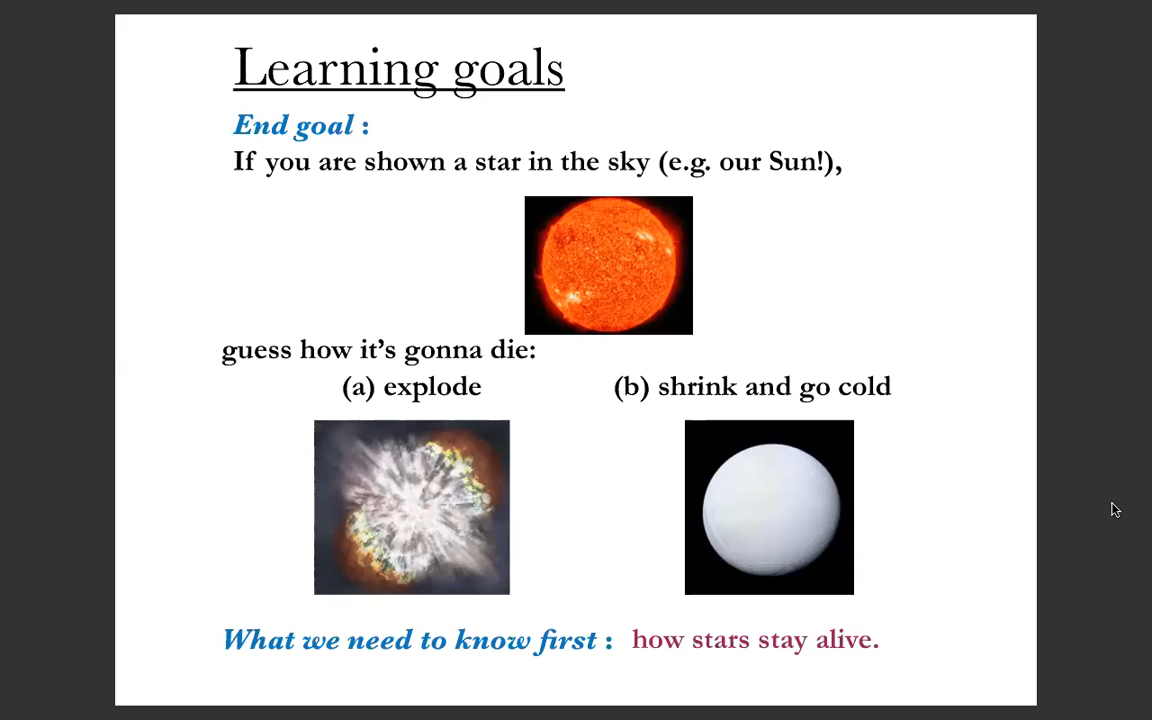 Learning goals
End goal :
If you are shown a star in the sky (e.g. our Sun!),
guess how it's gonna die:
(a) explode (b) shrink and go cold
What we need to know first : how stars stay alive.